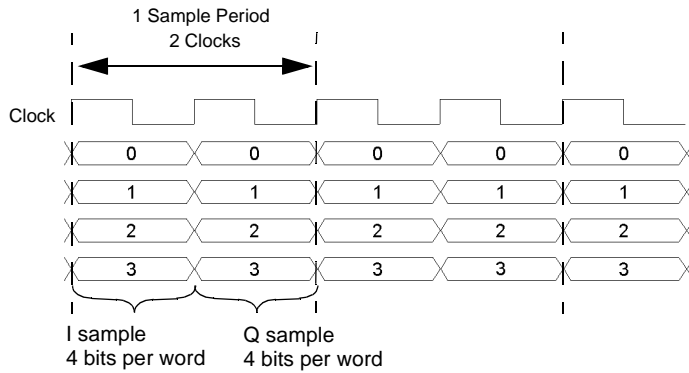 1 Sample Period
2 Clocks
Clock
0 0 0 0 0
1 1 1 1 1
2 2 2 2 2
3 3 3 3 3
I sample
4 bits per word
Q sample
4 bits per word